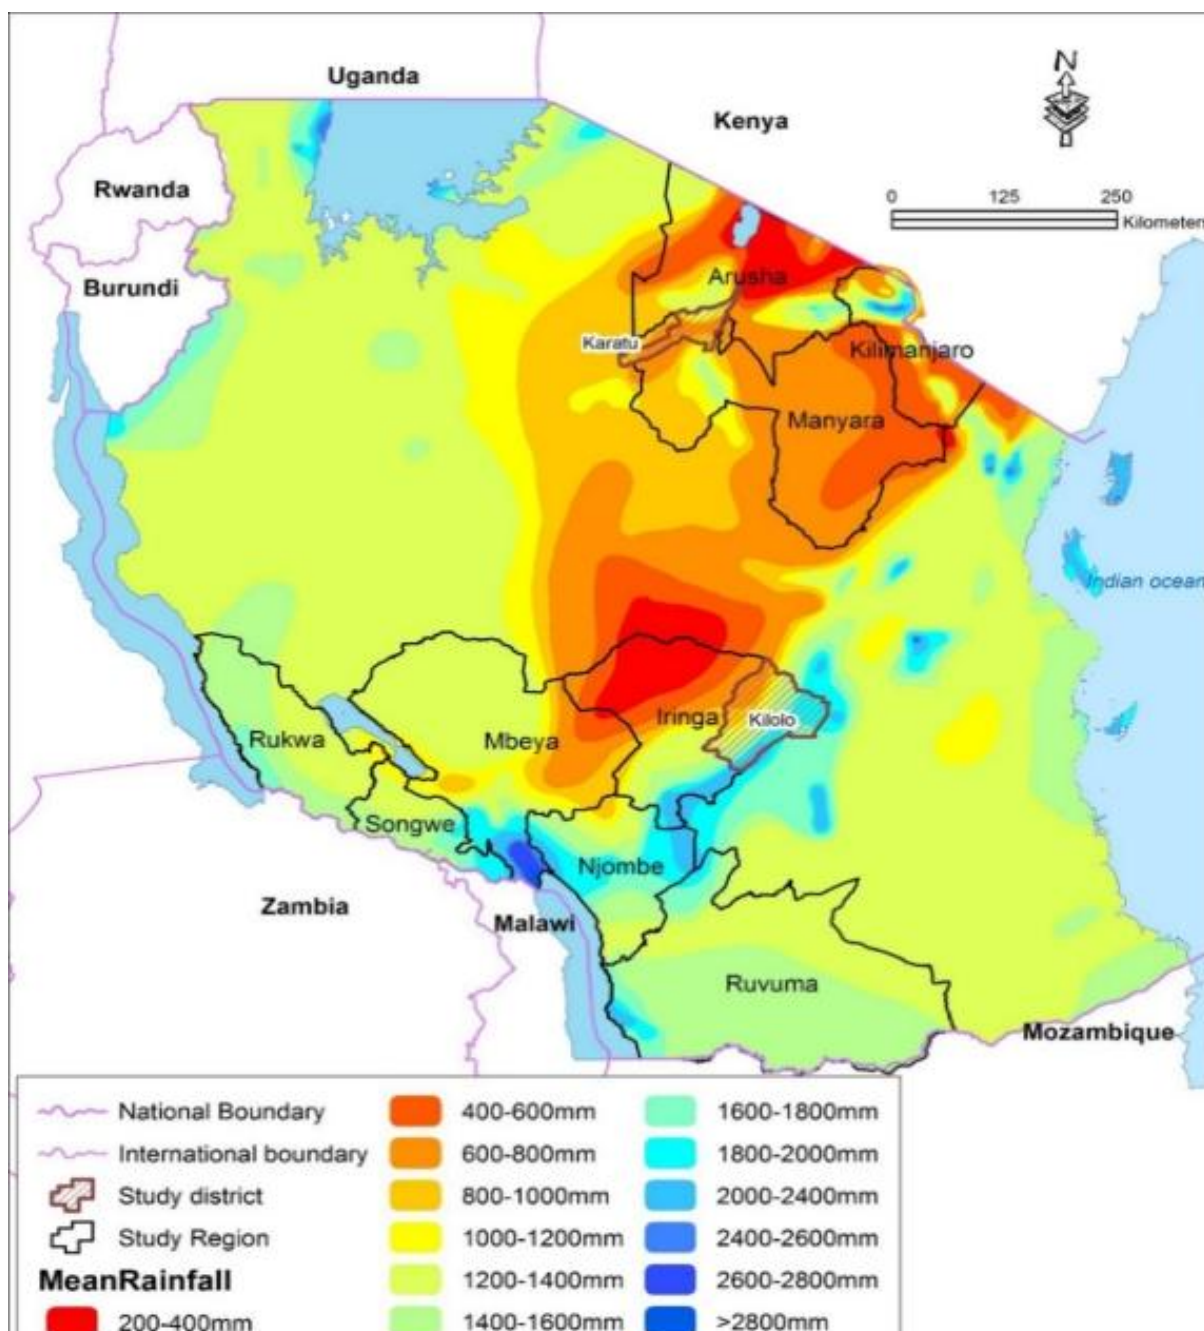 Uganda
N
Kenya
Rwanda
0 125 250
Kilometers
Burundi
Arusha
Karatu
Kilimanjaro
Manyara
Indian ocean
Rukwa
Mbeya
Iringa
Kilolo
Songwe
Njombe
Zambia
Malawi
Ruvuma
Mozambique
National Boundary
International boundary
Study district
Study Region
MeanRainfall
200-400mm
400-600mm
600-800mm
800-1000mm
1000-1200mm
1200-1400mm
1400-1600mm
1600-1800mm
1800-2000mm
2000-2400mm
2400-2600mm
2600-2800mm
>2800mm